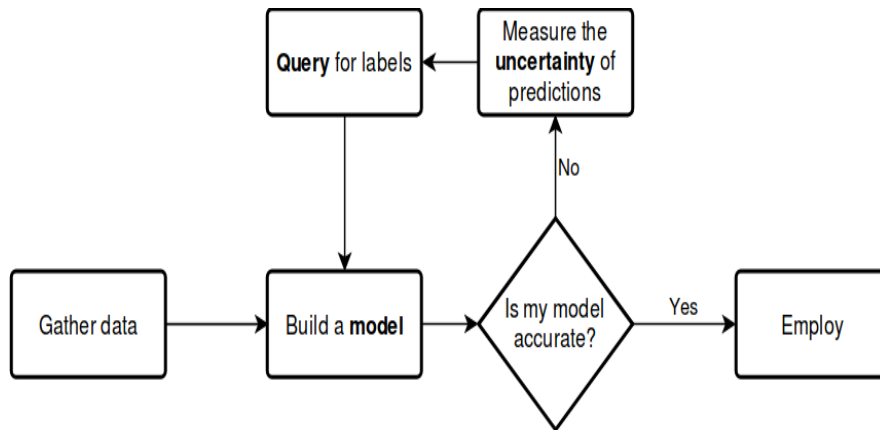 Query for labels
Measure the
uncertainty of
predictions
No
Gather data
Build a model
Is my model
accurate?
Yes
Employ